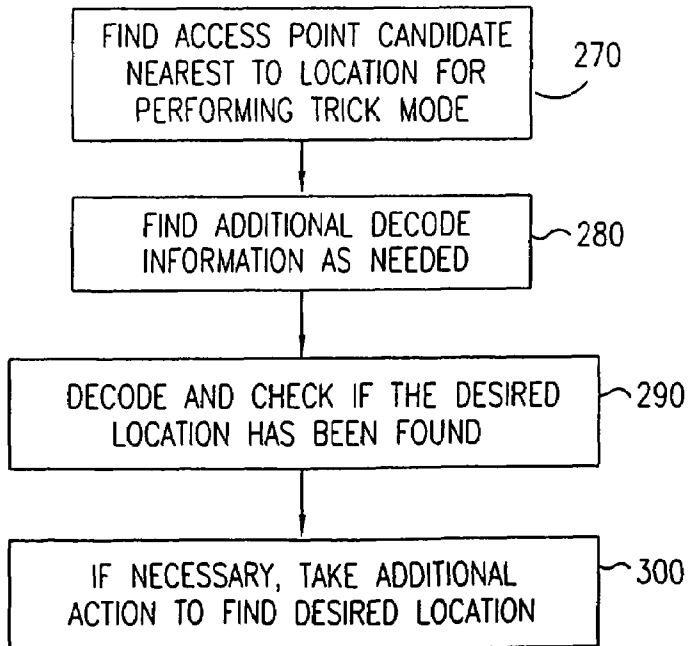 FIND ACCESS POINT CANDIDATE
NEAREST TO LOCATION FOR
PERFORMING TRICK MODE
270
FIND ADDITIONAL DECODE
INFORMATION AS NEEDED
280
DECODE AND CHECK IF THE DESIRED
LOCATION HAS BEEN FOUND
290
IF NECESSARY, TAKE ADDITIONAL
ACTION TO FIND DESIRED LOCATION
300